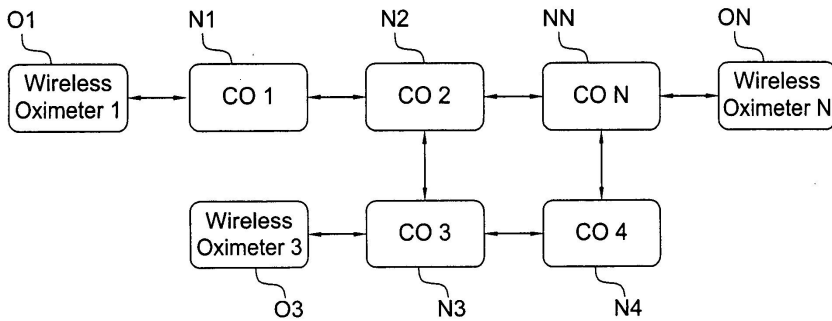 O1
N1
N2
NN
ON
Wireless
Oximeter 1
CO 1
CO 2
CO N
Wireless
Oximeter N
Wireless
Oximeter 3
CO 3
CO 4
O3
N3
N4